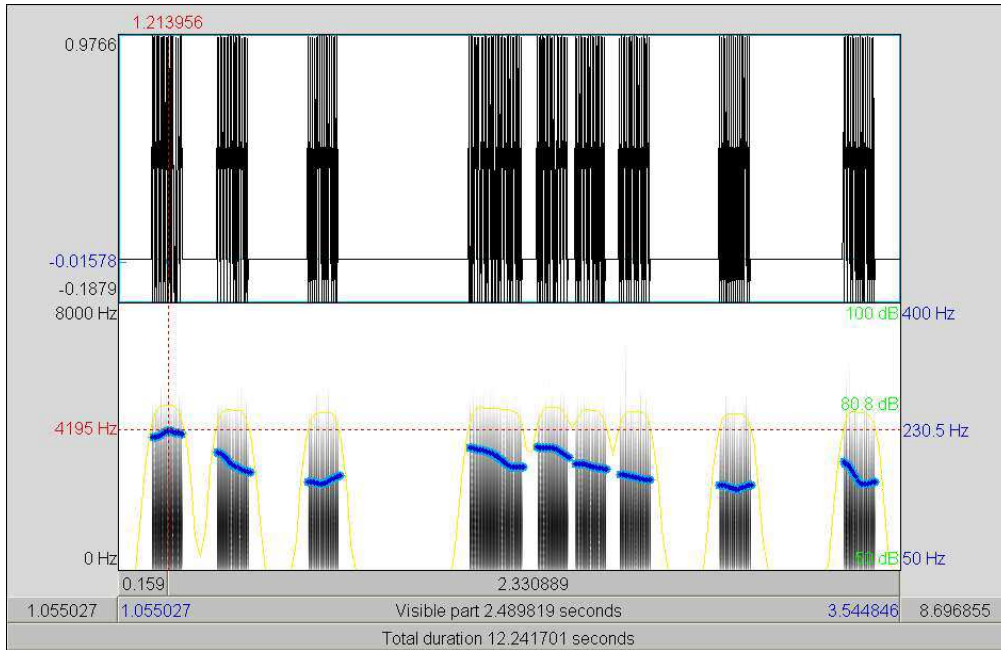 1.213956
0.9766
-0.01578
-0.1879
8000 Hz 100 dB 400 Hz
80.8 dB
4195 Hz 230.5 Hz
0 Hz 50 dB 50 Hz
0.159 2.330889
1.055027 1.055027 Visible part 2.489819 seconds 3.544846 8.696855
Total duration 12.241701 seconds